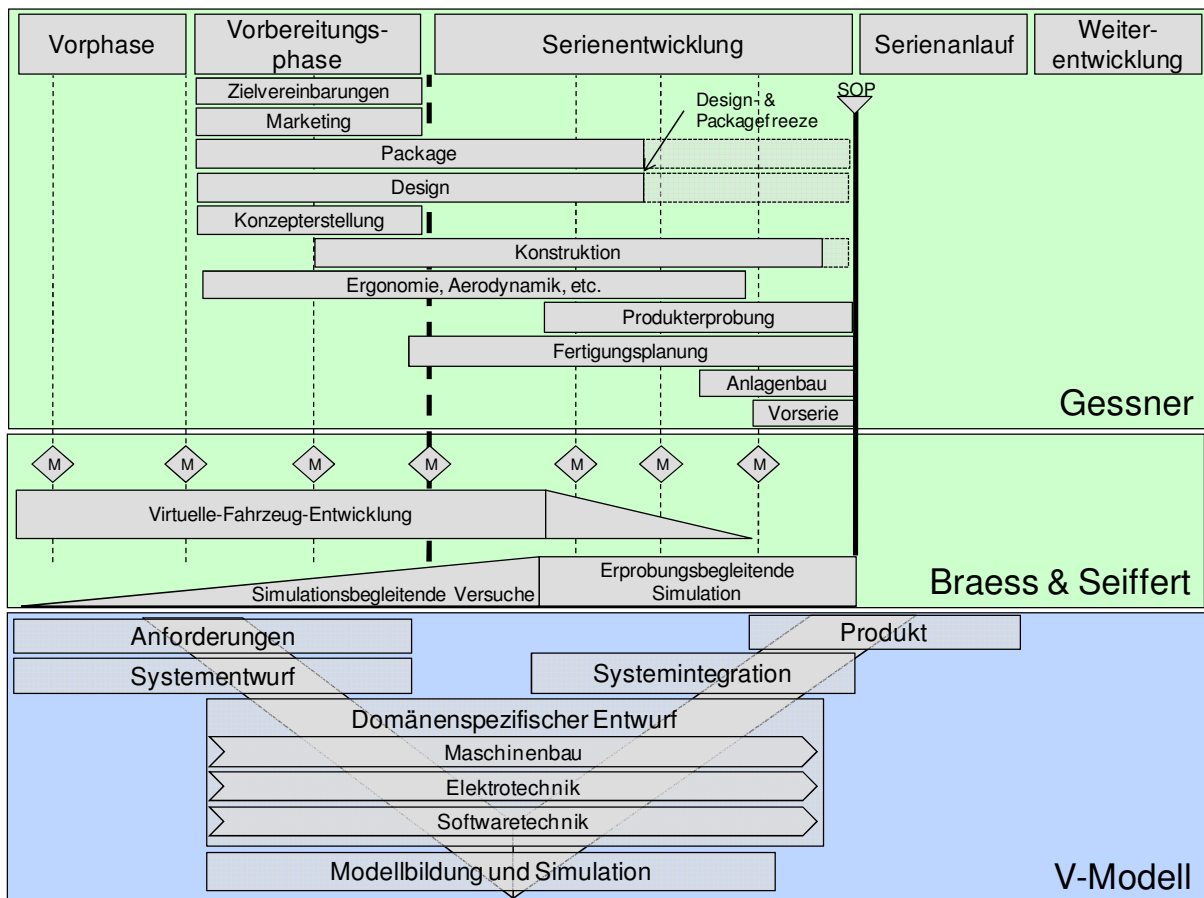 Vorphase
Vorbereitungs-
phase
Serienentwicklung
Serienanlauf
Weiter-
entwicklung
Zielvereinbarungen
SOP
Marketing
Design- &
Packagefreeze
Package
Design
Konzepterstellung
Konstruktion
Ergonomie, Aerodynamik, etc.
Produkterprobung
Fertigungsplanung
Anlagenbau
Vorserie
Gessner
M M M M M M M
Virtuelle-Fahrzeug-Entwicklung
Simulationsbegleitende Versuche
Erprobungsbegleitende
Simulation
Braess & Seiffert
Anforderungen
Produkt
Systementwurf
Systemintegration
Domänenspezifischer Entwurf
Maschinenbau
Elektrotechnik
Softwaretechnik
Modellbildung und Simulation
V-Modell